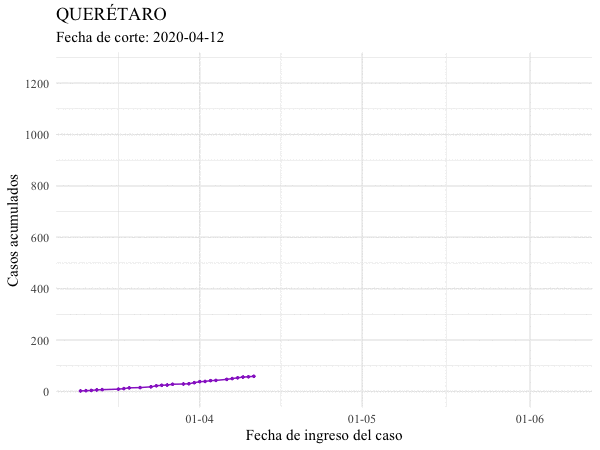 QUERÉTARO
Fecha de corte: 2020-04-12
Casos acumulados
1200
1000
800
600
400
200
0
01-04
01-05
01-06
Fecha de ingreso del caso